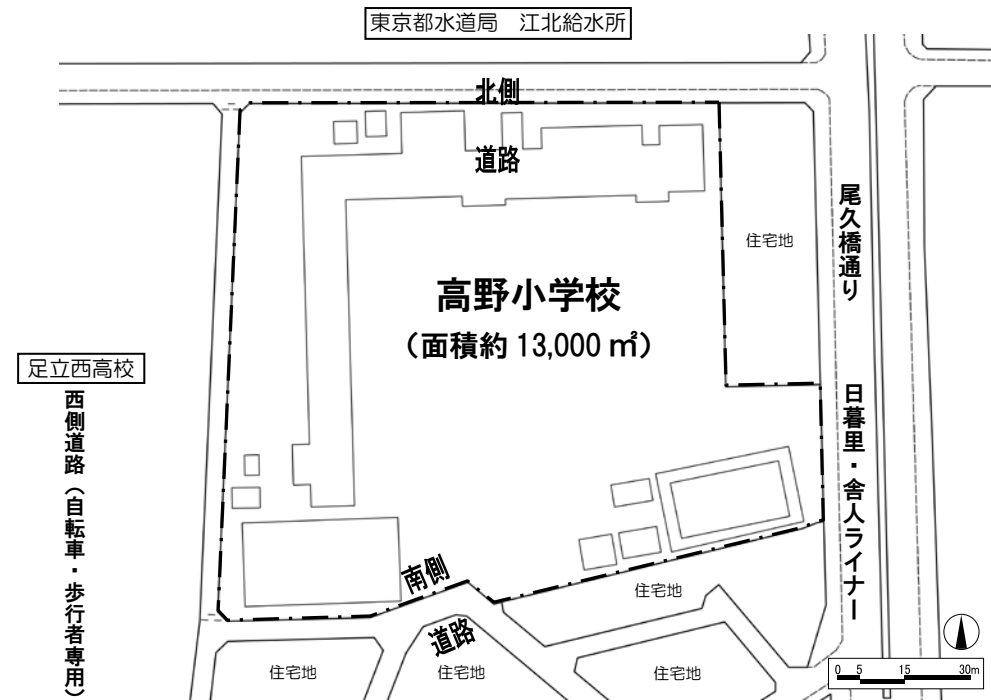 東京都水道局　江北給水所
北側
道路
尾久橋通り
住宅地
高野小学校
（面積約 13,000 ㎡）
足立西高校
西側道路（自転車・歩行者専用）
日暮里・舎人ライナー
南側
道路
住宅地
住宅地
住宅地
住宅地
0 5 15 30m